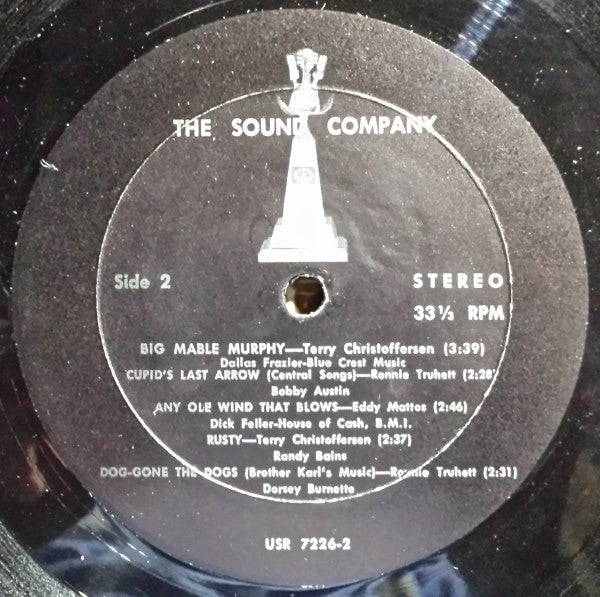 THE SOUND COMPANY
Side 2
STEREO
33⅓ RPM
BIG MABLE MURPHY—Terry Christoffersen (3:39)
Dallas Frazier-Blue Crest Music
CUPID'S LAST ARROW (Central Songs)—Ronnie Truhett (2:28)
Bobby Austin
ANY OLE WIND THAT BLOWS—Eddy Mattos (2:46)
Dick Feller-House of Cash, B.M.I.
RUSTY—Terry Christoffersen (2:37)
Randy Bains
DOG-GONE THE DOGS (Brother Karl's Music)—Ronnie Truhett (2:31)
Dorsey Burnette
USR 7226-2